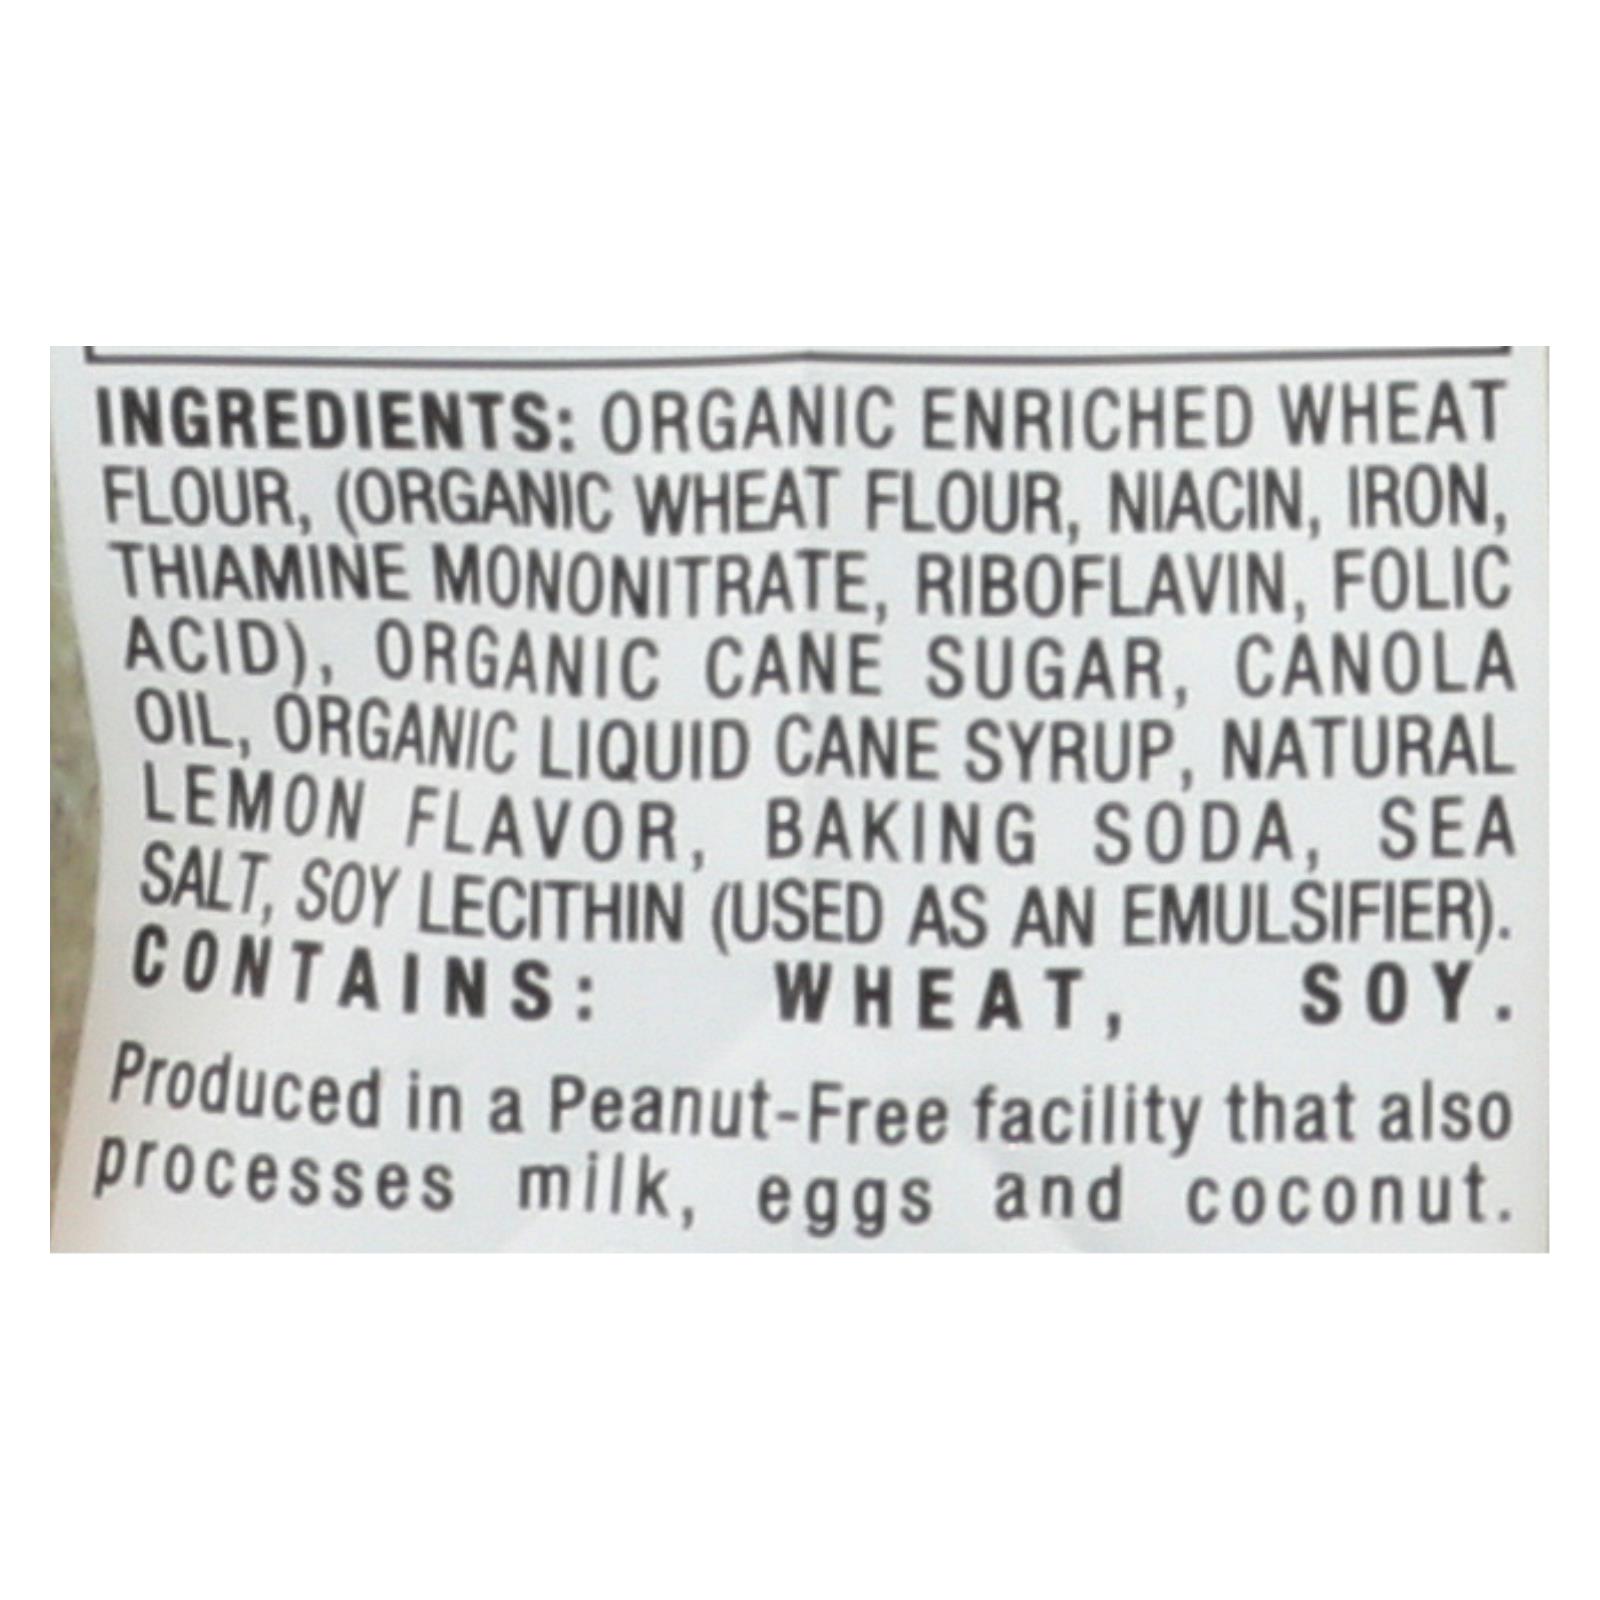 INGREDIENTS: ORGANIC ENRICHED WHEAT
FLOUR, (ORGANIC WHEAT FLOUR, NIACIN, IRON,
THIAMINE MONONITRATE, RIBOFLAVIN, FOLIC
ACID), ORGANIC CANE SUGAR, CANOLA
OIL, ORGANIC LIQUID CANE SYRUP, NATURAL
LEMON FLAVOR, BAKING SODA, SEA
SALT, SOY LECITHIN (USED AS AN EMULSIFIER).
CONTAINS: WHEAT, SOY.
Produced in a Peanut-Free facility that also
processes milk, eggs and coconut.